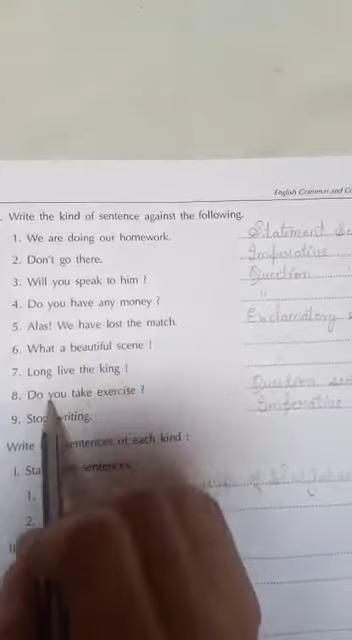 English Grammar and
Write the kind of sentence against the following.
1. We are doing our homework. Statement
2. Don't go there. Imperative
3. Will you speak to him ? Question
4. Do you have any money ? "
5. Alas! We have lost the match. Exclamatory
6. What a beautiful scene !
7. Long live the king !
8. Do you take exercise ? Question
9. Stop writing. Imperative
Write sentences of each kind :
I. sentences
1.
2.